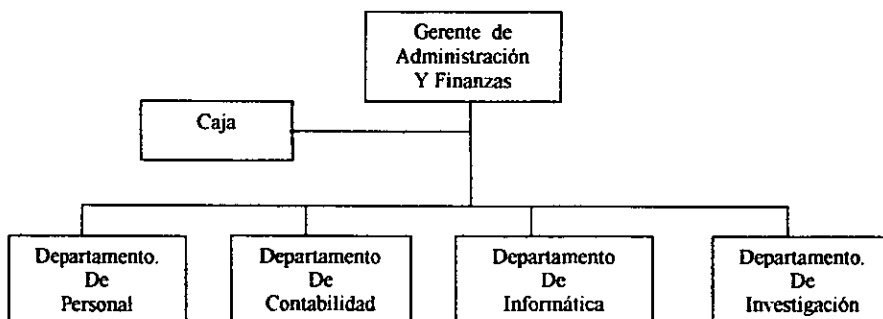 Gerente de
Administración
Y Finanzas
Caja
Departamento.
De
Personal
Departamento
De
Contabilidad
Departamento
De
Informática
Departamento.
De
Investigación